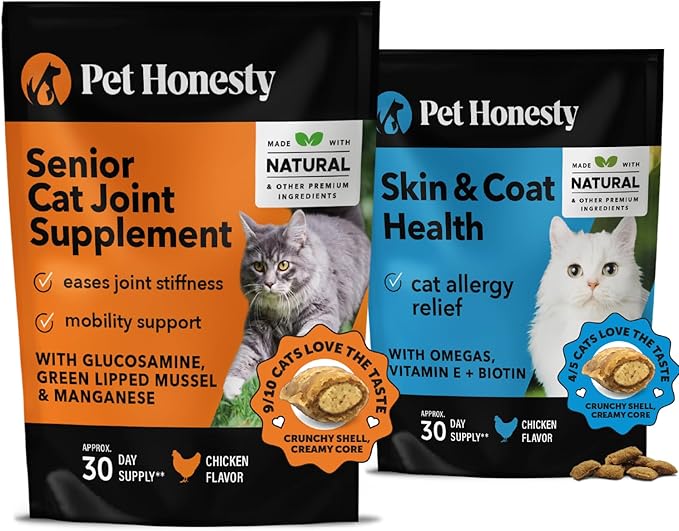 Pet Honesty
MADE WITH
NATURAL
& OTHER PREMIUM
INGREDIENTS
Senior
Cat Joint
Supplement
eases joint stiffness
mobility support
WITH GLUCOSAMINE,
GREEN LIPPED MUSSEL
& MANGANESE
9/10 CATS LOVE THE TASTE
CRUNCHY SHELL,
CREAMY CORE
APPROX.
30 DAY
SUPPLY**
CHICKEN
FLAVOR
Pet Honesty
MADE WITH
NATURAL
& OTHER PREMIUM
INGREDIENTS
Skin & Coat
Health
cat allergy
relief
WITH OMEGAS,
VITAMIN E + BIOTIN
4/5 CATS LOVE THE TASTE
CRUNCHY SHELL,
CREAMY CORE
APPROX.
30 DAY
SUPPLY**
CHICKEN
FLAVOR